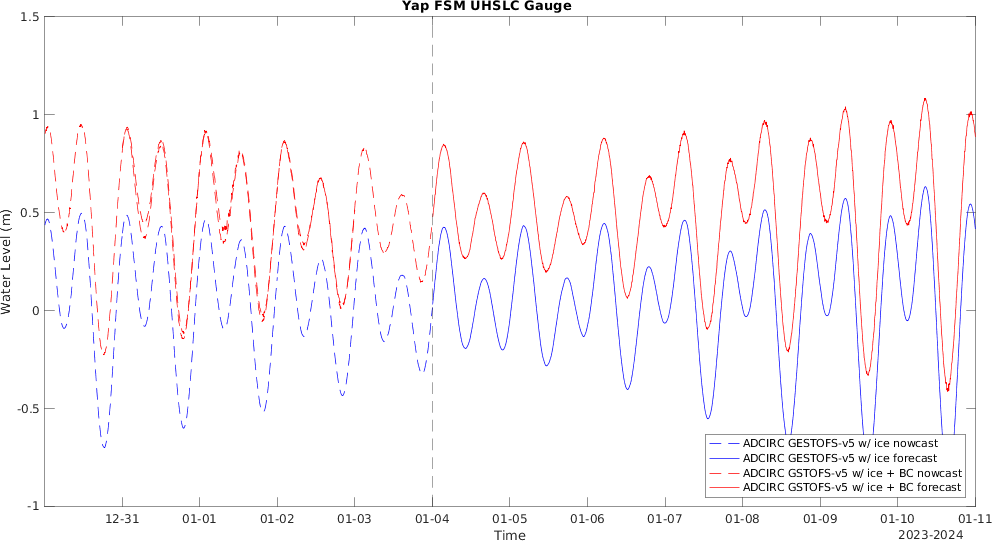 Yap FSM UHSLC Gauge
1.5
1
0.5
0
-0.5
-1
Water Level (m)
12-31
01-01
01-02
01-03
01-04
01-05
01-06
01-07
01-08
01-09
01-10
01-11
Time
2023-2024
ADCIRC GESTOFS-v5 w/ ice nowcast
ADCIRC GESTOFS-v5 w/ ice forecast
ADCIRC GSTOFS-v5 w/ ice + BC nowcast
ADCIRC GSTOFS-v5 w/ ice + BC forecast